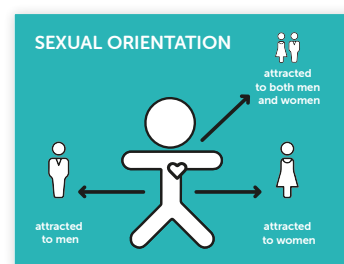 SEXUAL ORIENTATION
attracted
to both men
and women
attracted
to men
attracted
to women